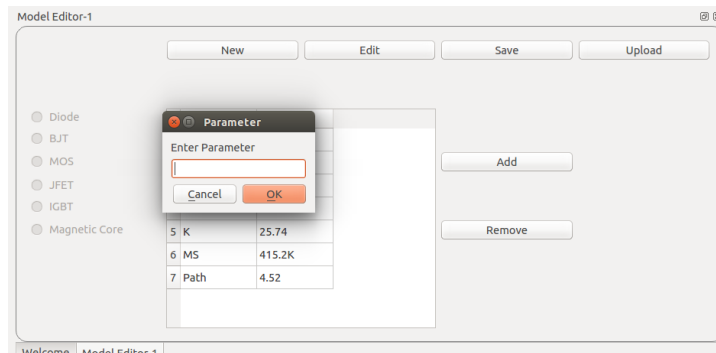 Model Editor-1
New Edit Save Upload
Diode
BJT
MOS
JFET
IGBT
Magnetic Core
Parameter
Enter Parameter
Cancel OK
5 K 25.74
6 MS 415.2K
7 Path 4.52
Add
Remove
Welcome Model Editor-1